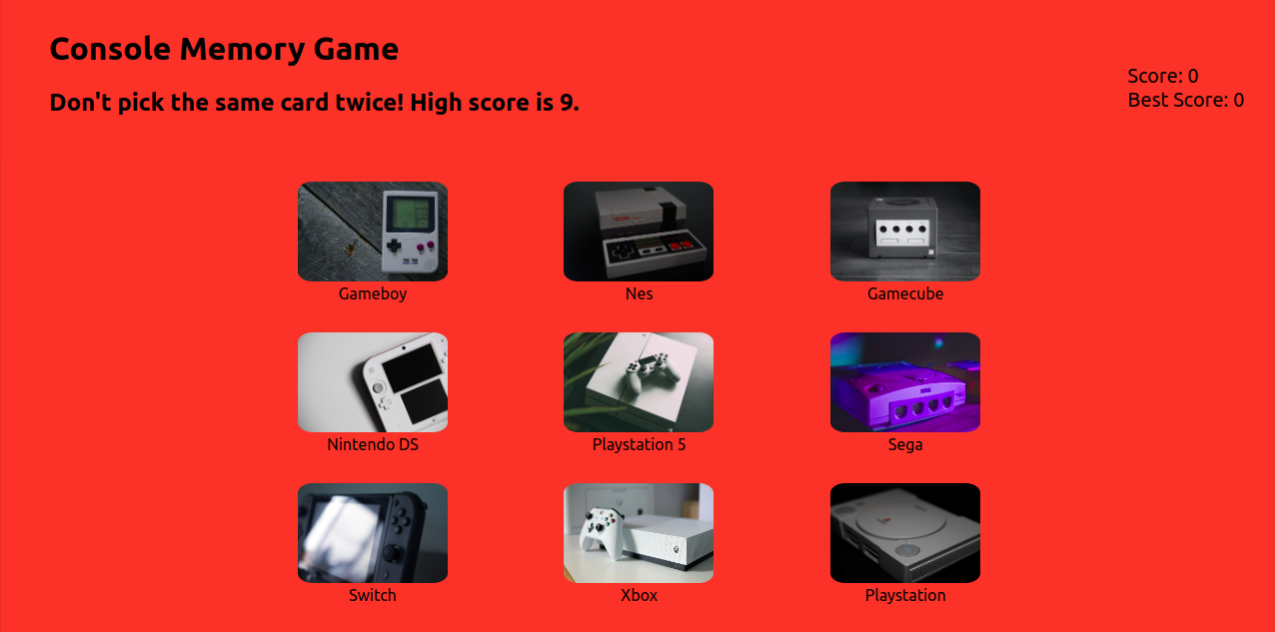 Console Memory Game
Don't pick the same card twice! High score is 9.
Score: 0
Best Score: 0
Gameboy
Nes
Gamecube
Nintendo DS
Playstation 5
Sega
Switch
Xbox
Playstation